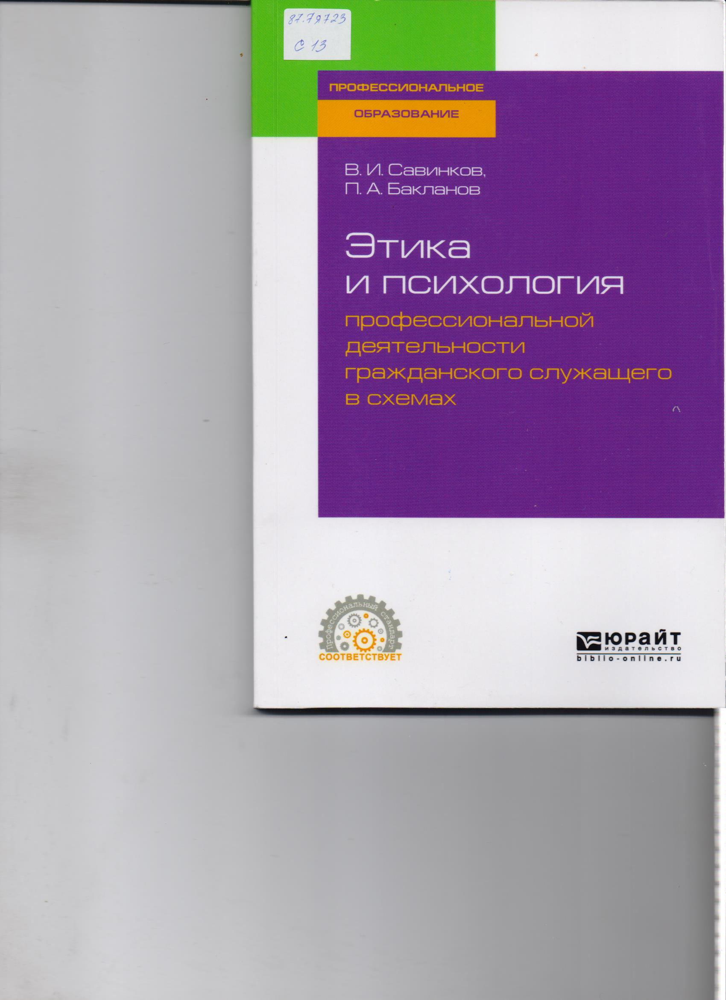 87.7я723
С 13
ПРОФЕССИОНАЛЬНОЕ
ОБРАЗОВАНИЕ
В. И. Савинков,
П. А. Бакланов
Этика
и психология
профессиональной
деятельности
гражданского служащего
в схемах
Профессиональный стандарт
СООТВЕТСТВУЕТ
юрайт
издательство
biblio-online.ru